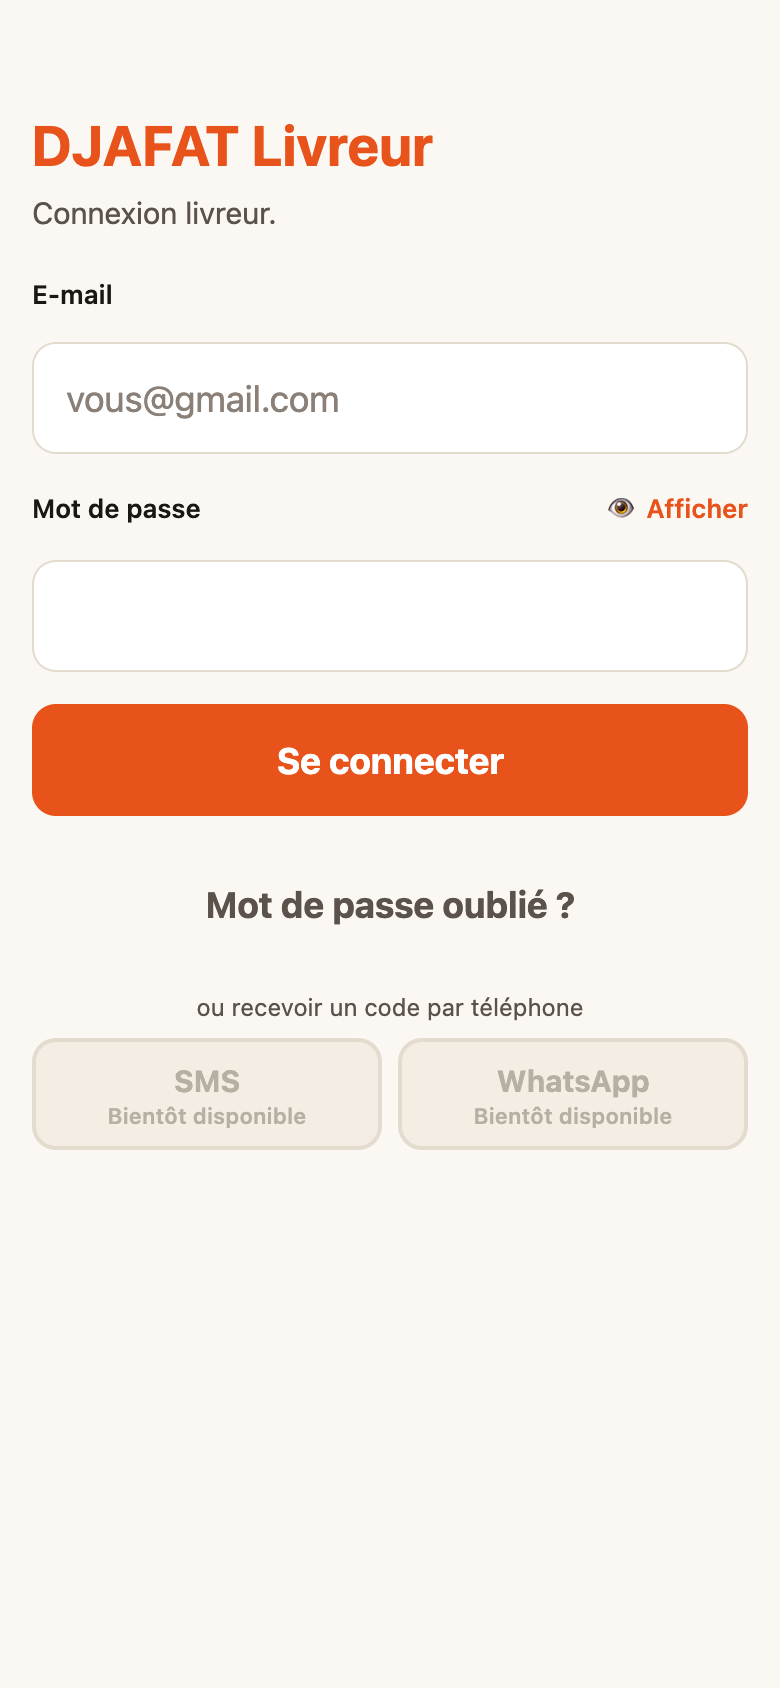 DJAFAT Livreur
Connexion livreur.
E-mail
vous@gmail.com
Mot de passe
Afficher
Se connecter
Mot de passe oublié ?
ou recevoir un code par téléphone
SMS
Bientôt disponible
WhatsApp
Bientôt disponible